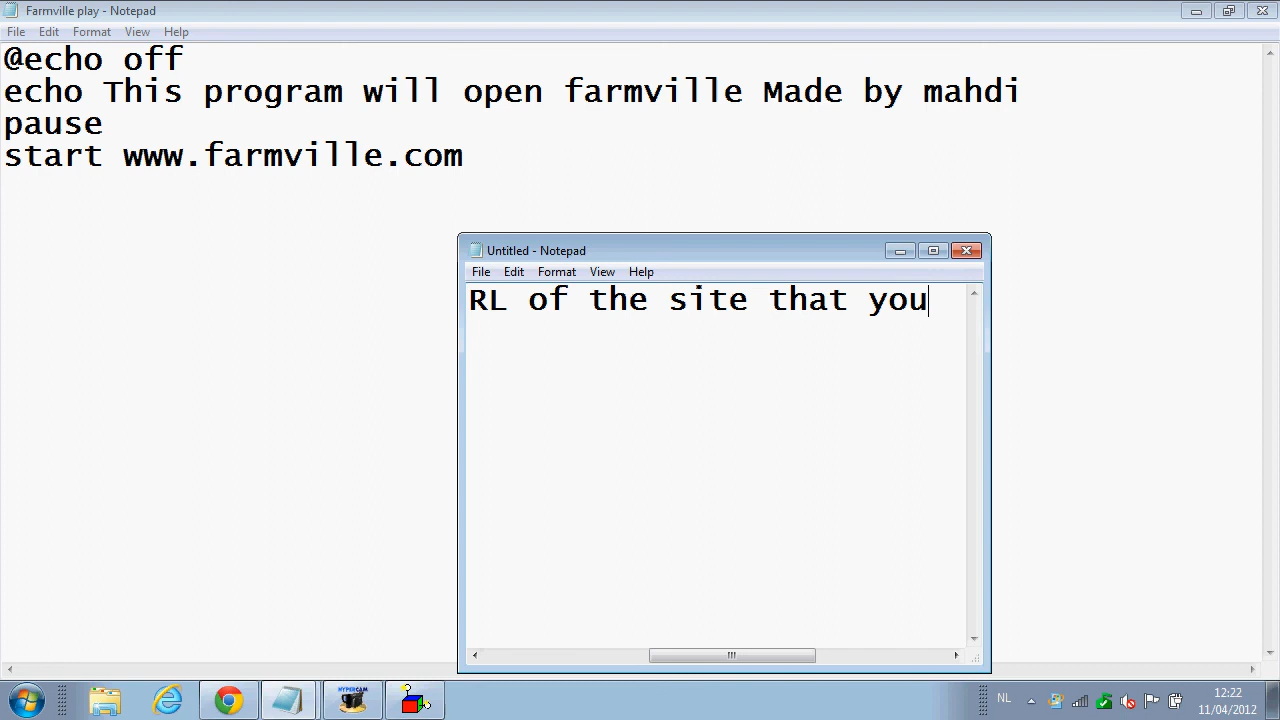 Farmville play - Notepad
File Edit Format View Help
@echo off
echo This program will open farmville Made by mahdi
pause
start www.farmville.com
Untitled - Notepad
File Edit Format View Help
RL of the site that you
HYPERCAM
NL
12:22
11/04/2012